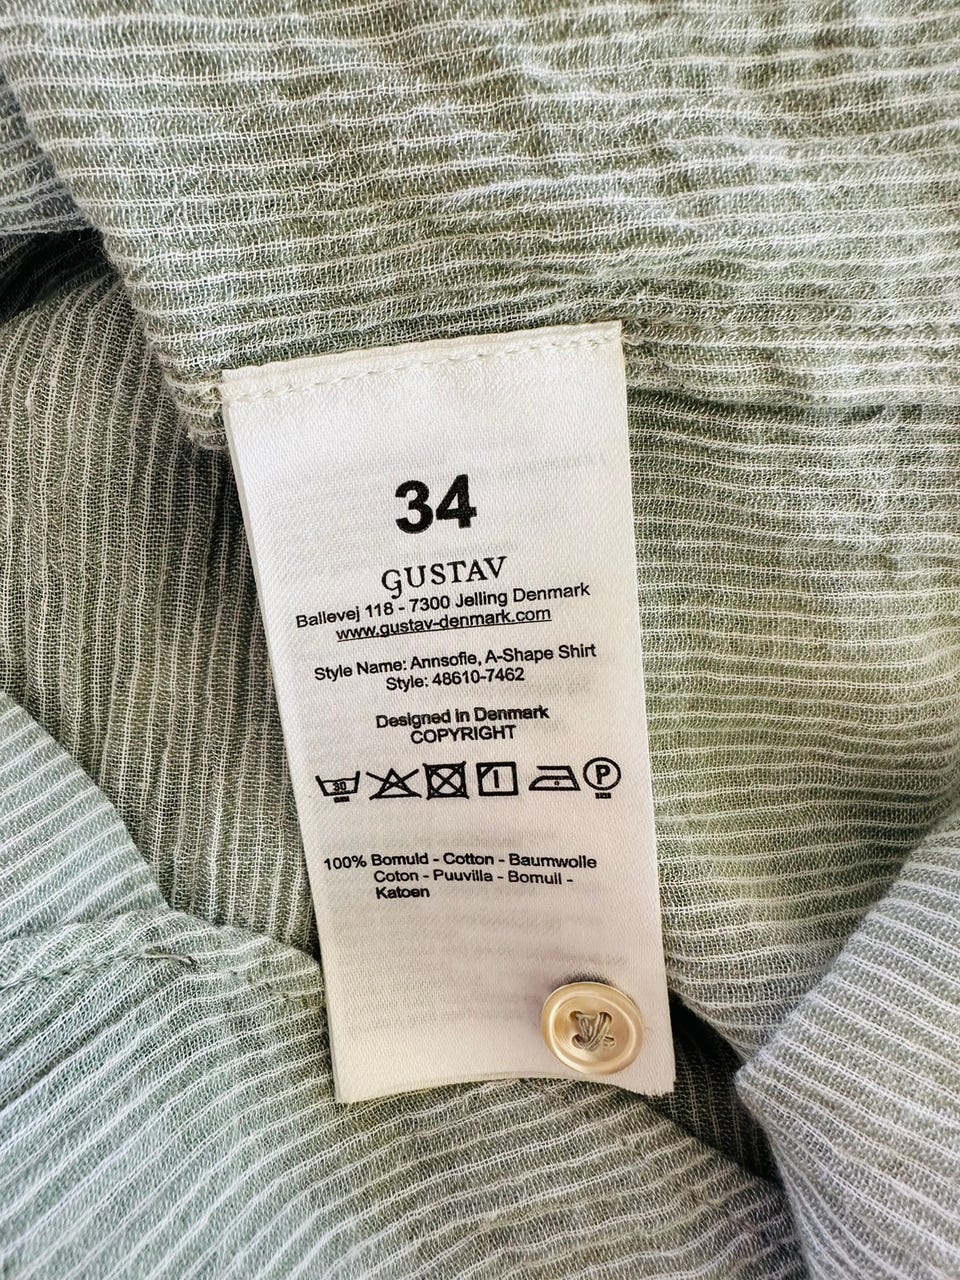 34
GUSTAV
Ballevej 118 - 7300 Jelling Denmark
www.gustav-denmark.com
Style Name: Annsofie, A-Shape Shirt
Style: 48610-7462
Designed in Denmark
COPYRIGHT
30 P
100% Bomuld - Cotton - Baumwolle
Coton - Puuvilla - Bomull -
Katoen